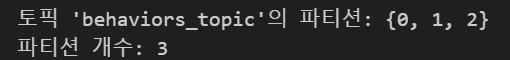 토픽 'behaviors_topic'의 파티션: {0, 1, 2}
파티션 개수: 3